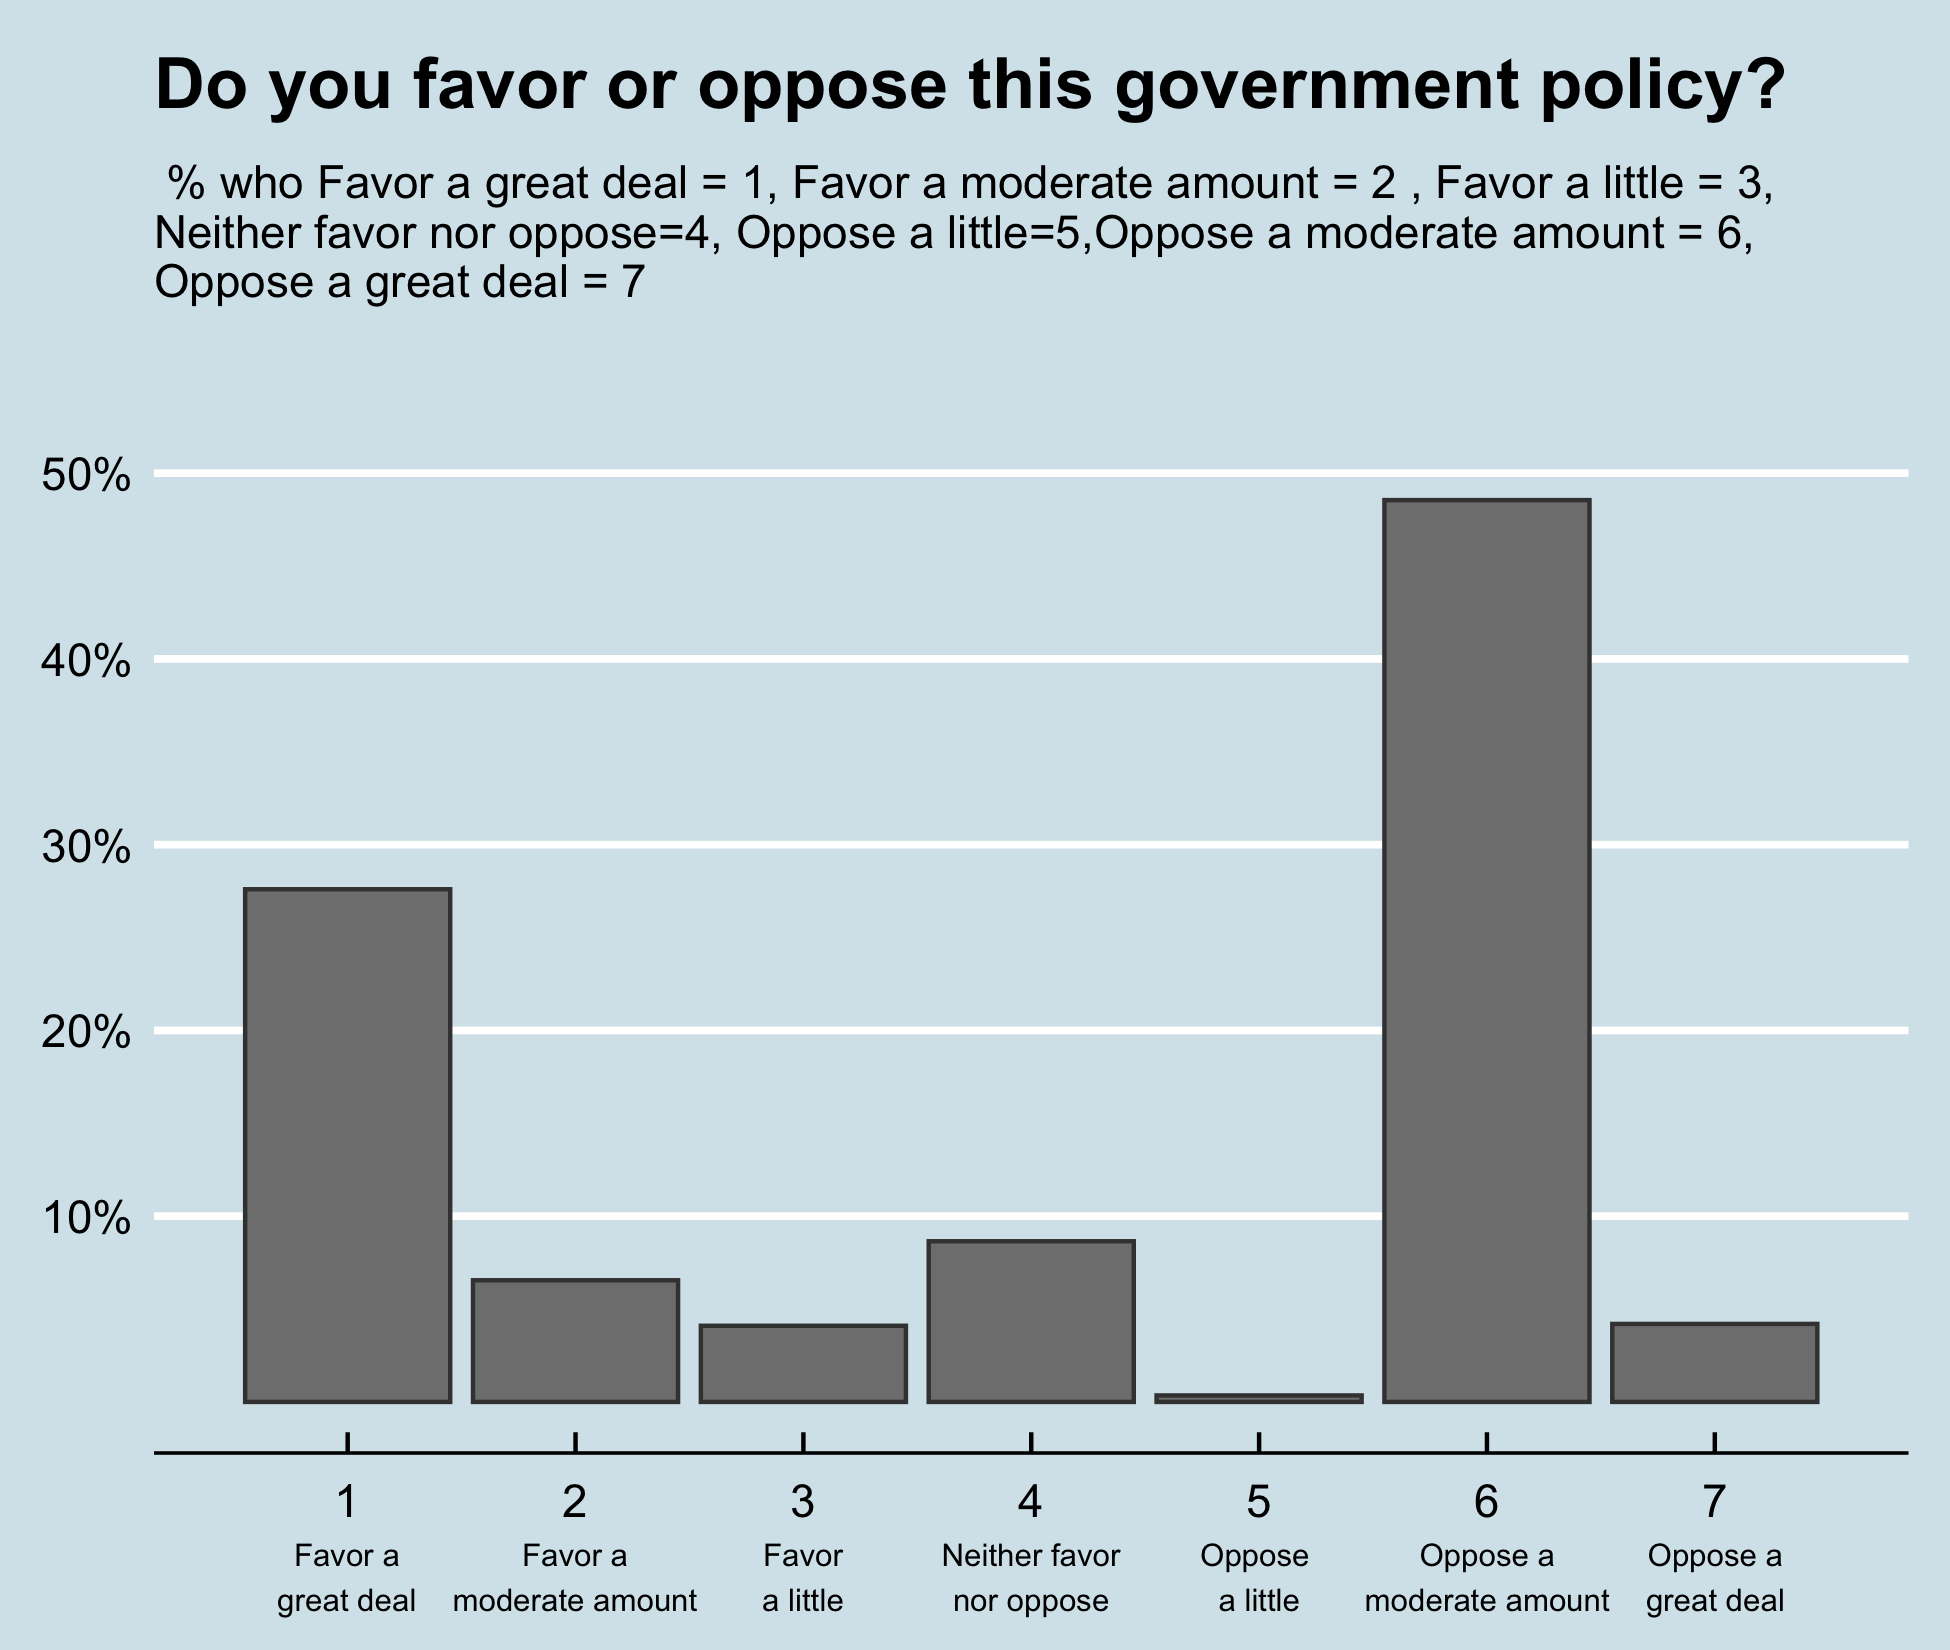 Do you favor or oppose this government policy?
% who Favor a great deal = 1, Favor a moderate amount = 2 , Favor a little = 3,
Neither favor nor oppose=4, Oppose a little=5,Oppose a moderate amount = 6,
Oppose a great deal = 7
50%
40%
30%
20%
10%
1 2 3 4 5 6 7
Favor a Favor a Favor Neither favor Oppose Oppose a Oppose a
great deal moderate amount a little nor oppose a little moderate amount great deal